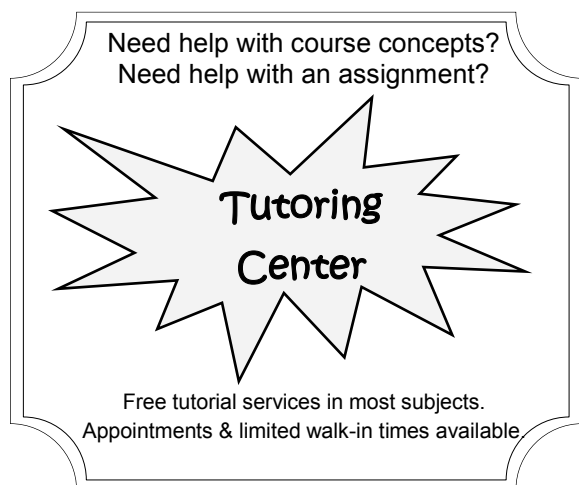 Need help with course concepts?
Need help with an assignment?
Tutoring
Center
Free tutorial services in most subjects.
Appointments & limited walk-in times available.